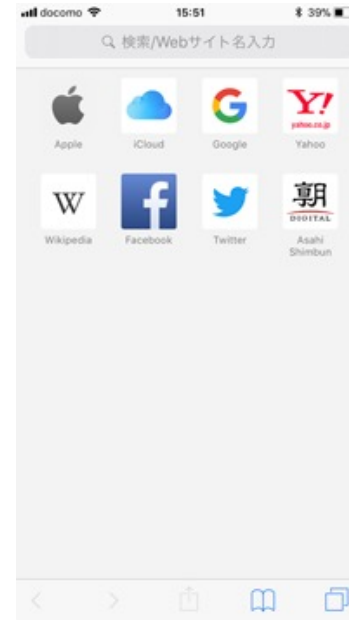 docomo 15:51 39%
検索/Webサイト名入力
G Y!
yahoo.co.jp
Apple iCloud Google Yahoo
W f 朝
DIGITAL
Wikipedia Facebook Twitter Asahi
Shimbun